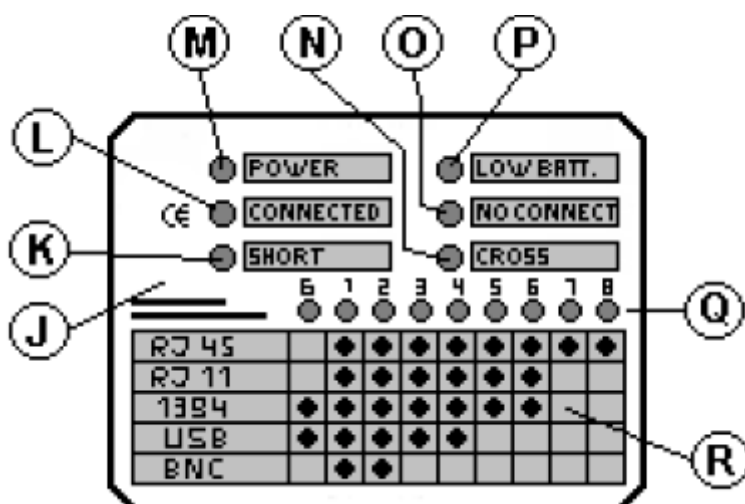 M N O P
L
POWER LOW BATT.
CE CONNECTED NO CONNECT
K SHORT CROSS
6 1 2 3 4 5 6 7 8
J Q
RJ 45
RJ 11
1394
USB
R
BNC